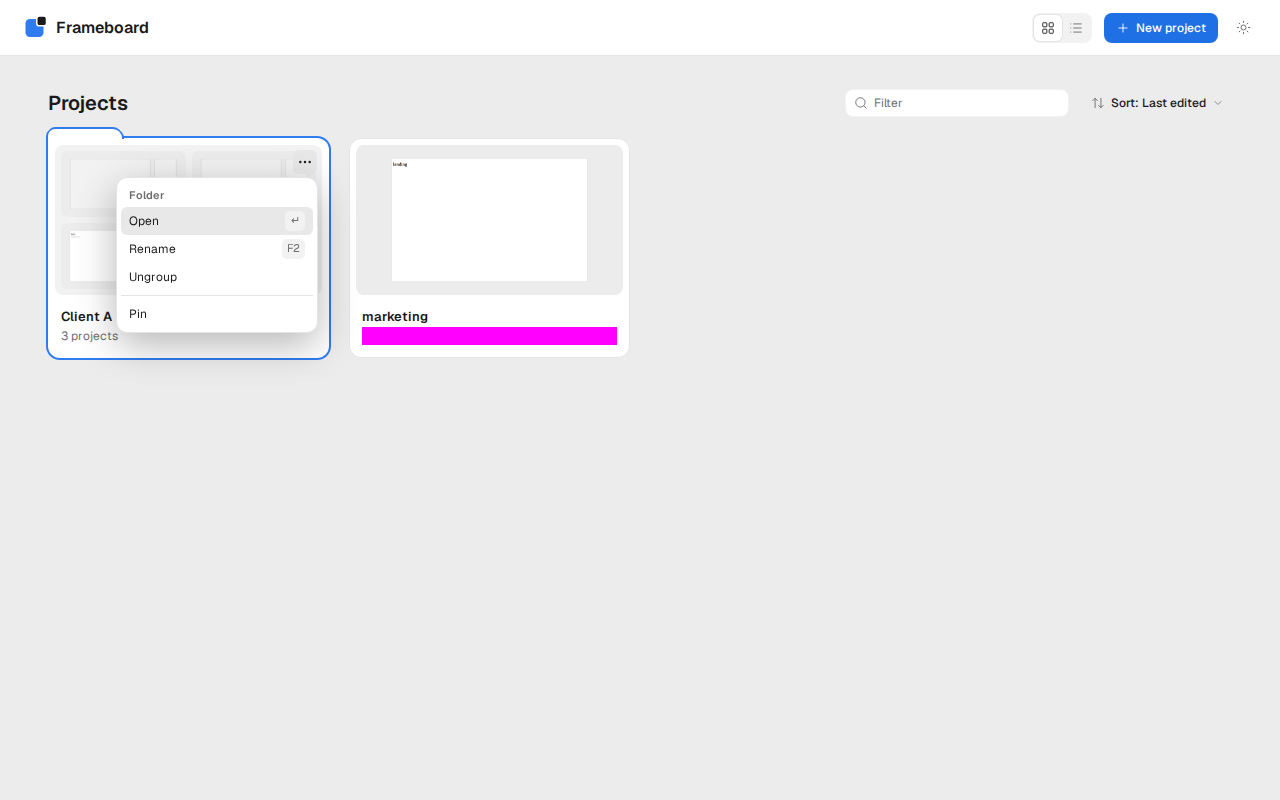 Frameboard
New project
Projects
Filter
Sort: Last edited
Folder
Open ↵
Rename F2
Ungroup
Pin
Client A
3 projects
landing
marketing